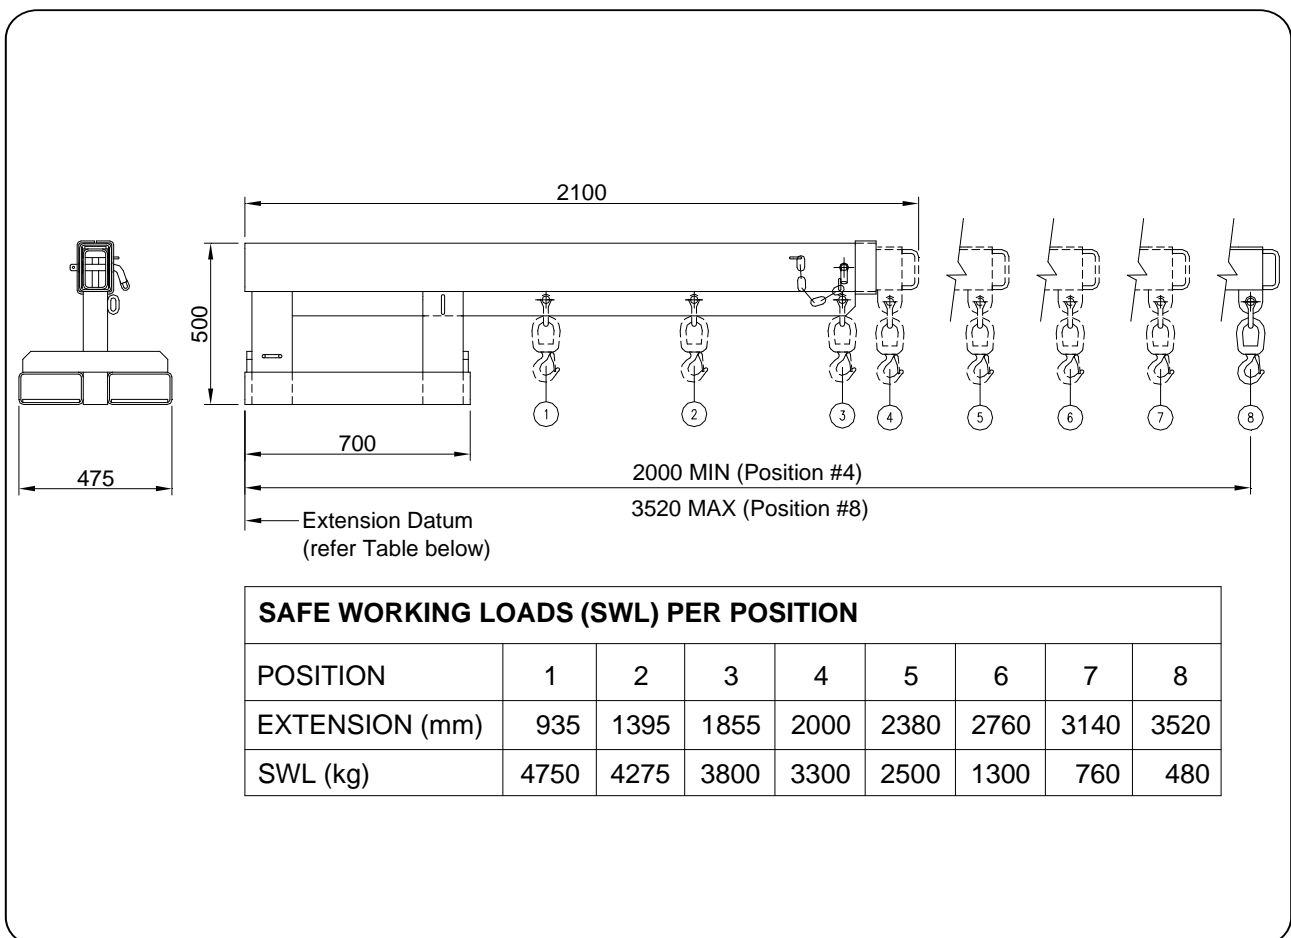 2100
500
1 2 3 4 5 6 7 8
700
475
2000 MIN (Position #4)
3520 MAX (Position #8)
Extension Datum
(refer Table below)
SAFE WORKING LOADS (SWL) PER POSITION
POSITION 1 2 3 4 5 6 7 8
EXTENSION (mm) 935 1395 1855 2000 2380 2760 3140 3520
SWL (kg) 4750 4275 3800 3300 2500 1300 760 480